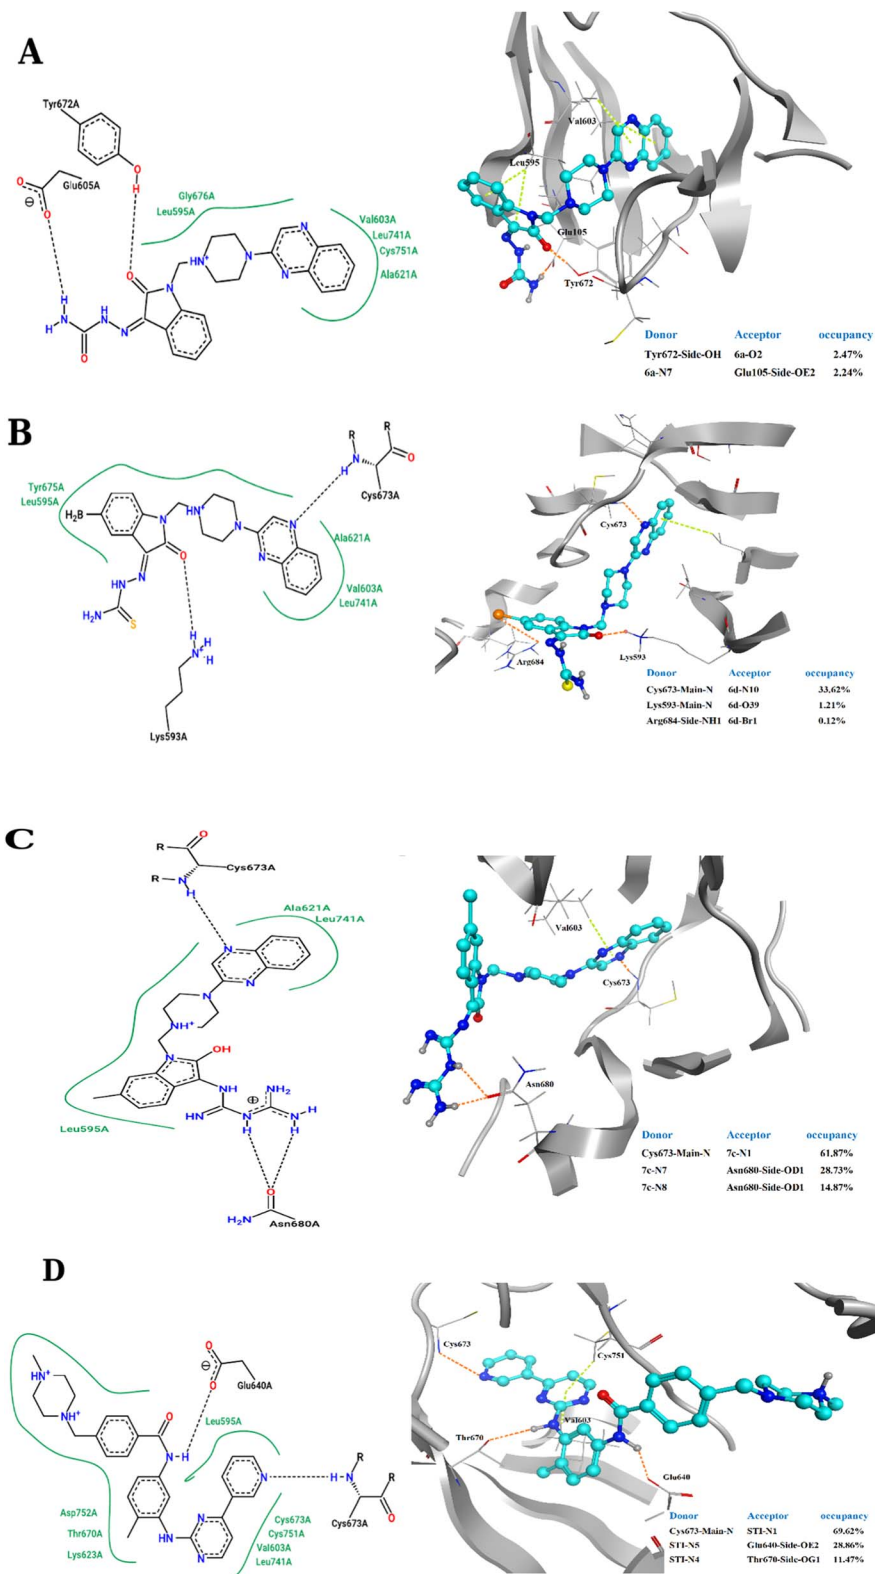 A
Tyr672A
Glu605A
OH
Gly676A
Leu595A
Val603A
Leu741A
Cys751A
Ala621A
Val603
Leu595
Glu105
Tyr672
Donor Acceptor occupancy
Tyr672-Side-OH 6a-O2 2.47%
6a-N7 Glu105-Side-OE2 2.24%
B
Tyr675A
Leu595A
H₂B
R
R
Cys673A
Ala621A
Val603A
Leu741A
H₂N
Lys593A
Cys673
Arg684
Lys593
Donor Acceptor occupancy
Cys673-Main-N 6d-N10 33,62%
Lys593-Main-N 6d-O39 1.21%
Arg684-Side-NH1 6d-Br1 0.12%
C
R
Cys673A
R
Ala621A
Leu741A
OH
NH₂
Leu595A
H₂N
Asn680A
Val603
Cys673
Asn680
Donor Acceptor occupancy
Cys673-Main-N 7c-N1 61.87%
7c-N7 Asn680-Side-OD1 28.73%
7c-N8 Asn680-Side-OD1 14.87%
D
Glu640A
Leu595A
R
R
Cys673A
Asp752A
Thr670A
Lys623A
Cys673A
Cys751A
Val603A
Leu741A
Cys673
Cys751
Val603
Thr670
Glu640
Donor Acceptor occupancy
Cys673-Main-N STI-N1 69.62%
STI-N5 Glu640-Side-OE2 28.86%
STI-N4 Thr670-Side-OG1 11.47%